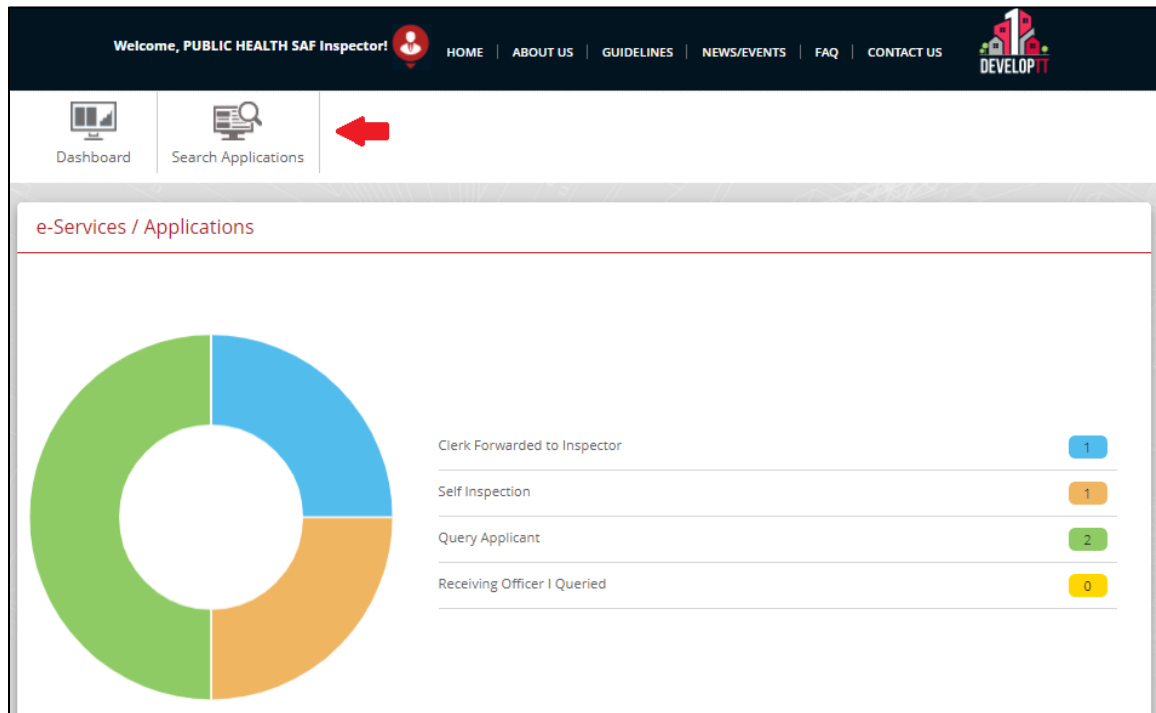 Welcome, PUBLIC HEALTH SAF Inspector!
HOME | ABOUT US | GUIDELINES | NEWS/EVENTS | FAQ | CONTACT US
DEVELOPTT
Dashboard
Search Applications
e-Services / Applications
Clerk Forwarded to Inspector 1
Self Inspection 1
Query Applicant 2
Receiving Officer I Queried 0